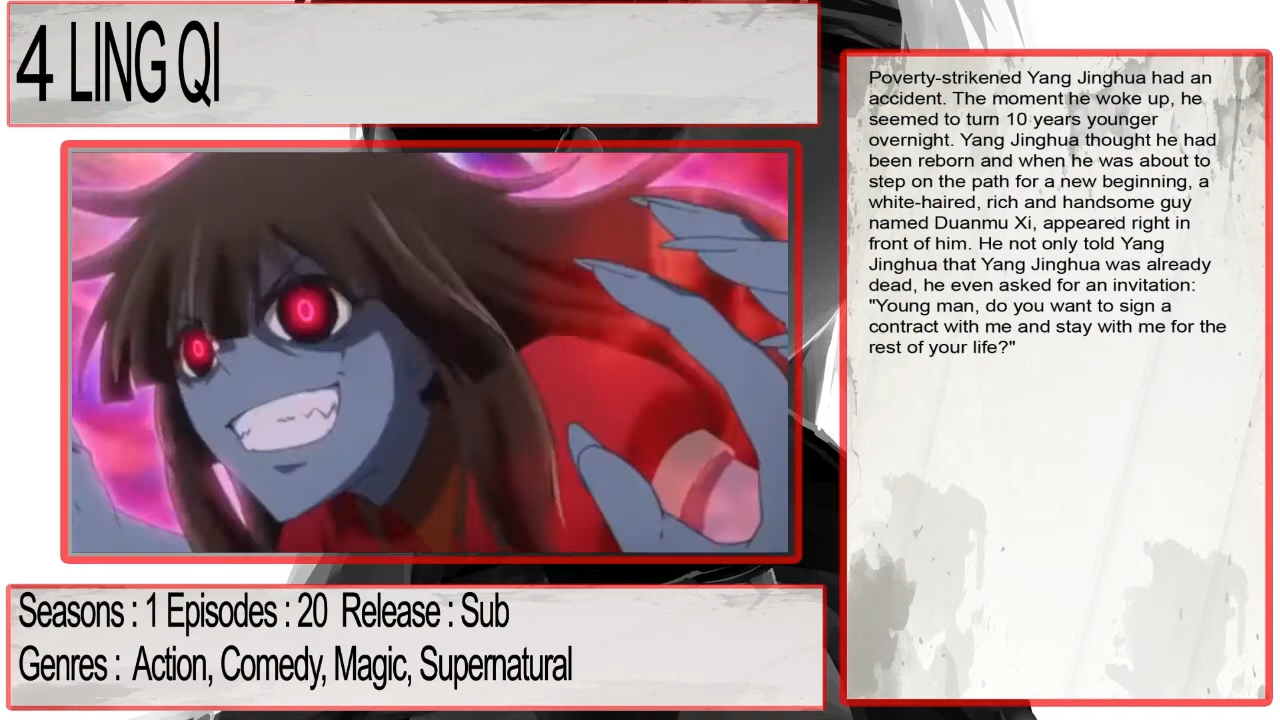 4 LING QI
Poverty-strikened Yang Jinghua had an
accident. The moment he woke up, he
seemed to turn 10 years younger
overnight. Yang Jinghua thought he had
been reborn and when he was about to
step on the path for a new beginning, a
white-haired, rich and handsome guy
named Duanmu Xi, appeared right in
front of him. He not only told Yang
Jinghua that Yang Jinghua was already
dead, he even asked for an invitation:
"Young man, do you want to sign a
contract with me and stay with me for the
rest of your life?"
Seasons : 1 Episodes : 20 Release : Sub
Genres : Action, Comedy, Magic, Supernatural